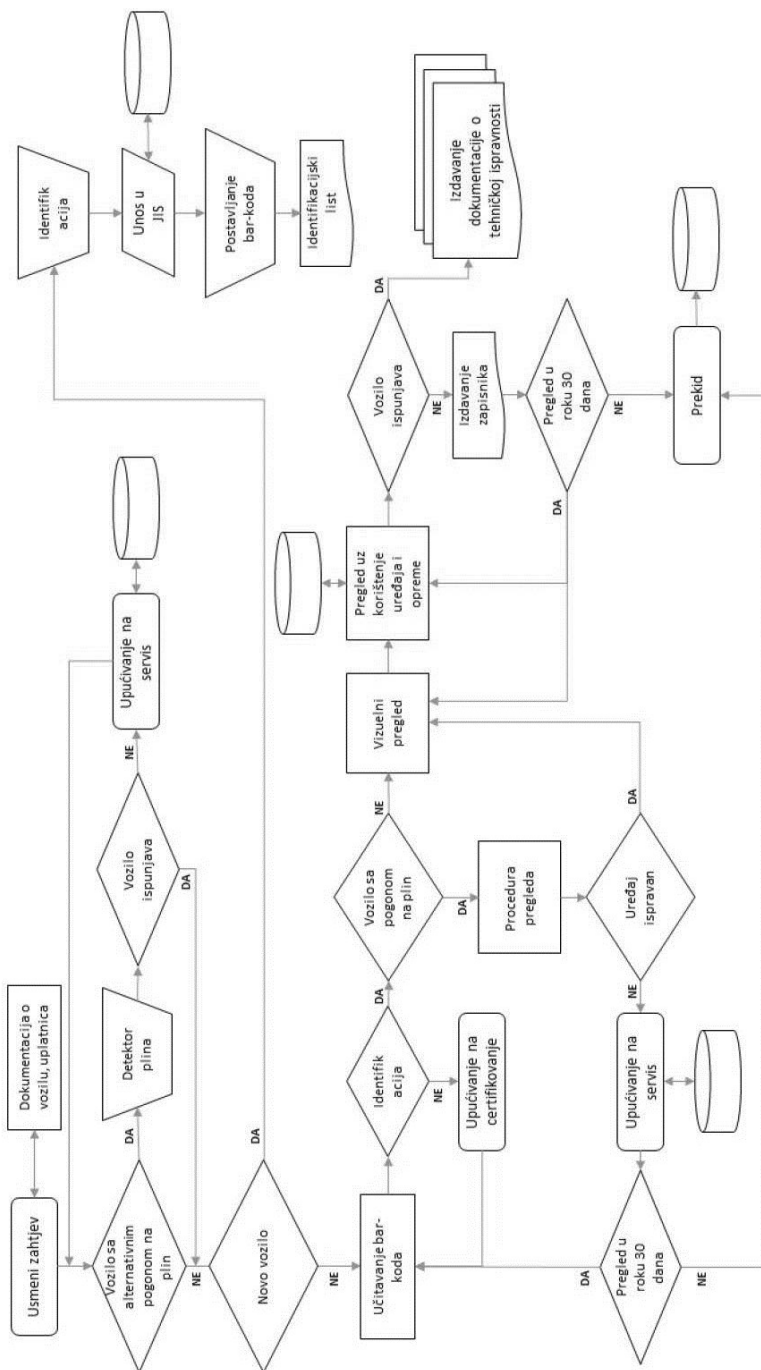 Usmeni zahtjev
Dokumentacija o
vozilu, uplatnica
Vozilo sa
alternativnim
pogonom na
plin
DA
NE
Detektor
plina
Vozilo
ispunjava
NE
DA
Upućivanje na
servis
Novo vozilo
DA
NE
Identifik
acija
Unos u
JIS
Postavljanje
bar-koda
Identifikacijski
list
Učitavanje bar-
koda
Identifik
acija
DA
NE
Upućivanje na
certifikovanje
Vozilo sa
pogonom
na plin
NE
DA
Procedura
pregleda
Uređaj
ispravan
DA
NE
Upućivanje na
servis
Pregled u
roku 30
dana
DA
NE
Vizuelni
pregled
Pregled uz
korištenje
uređaja i
opreme
Vozilo
ispunjava
DA
NE
Izdavanje
dokumentacije o
tehničkoj ispravnosti
Izdavanje
zapisnika
Pregled u
roku 30
dana
DA
NE
Prekid